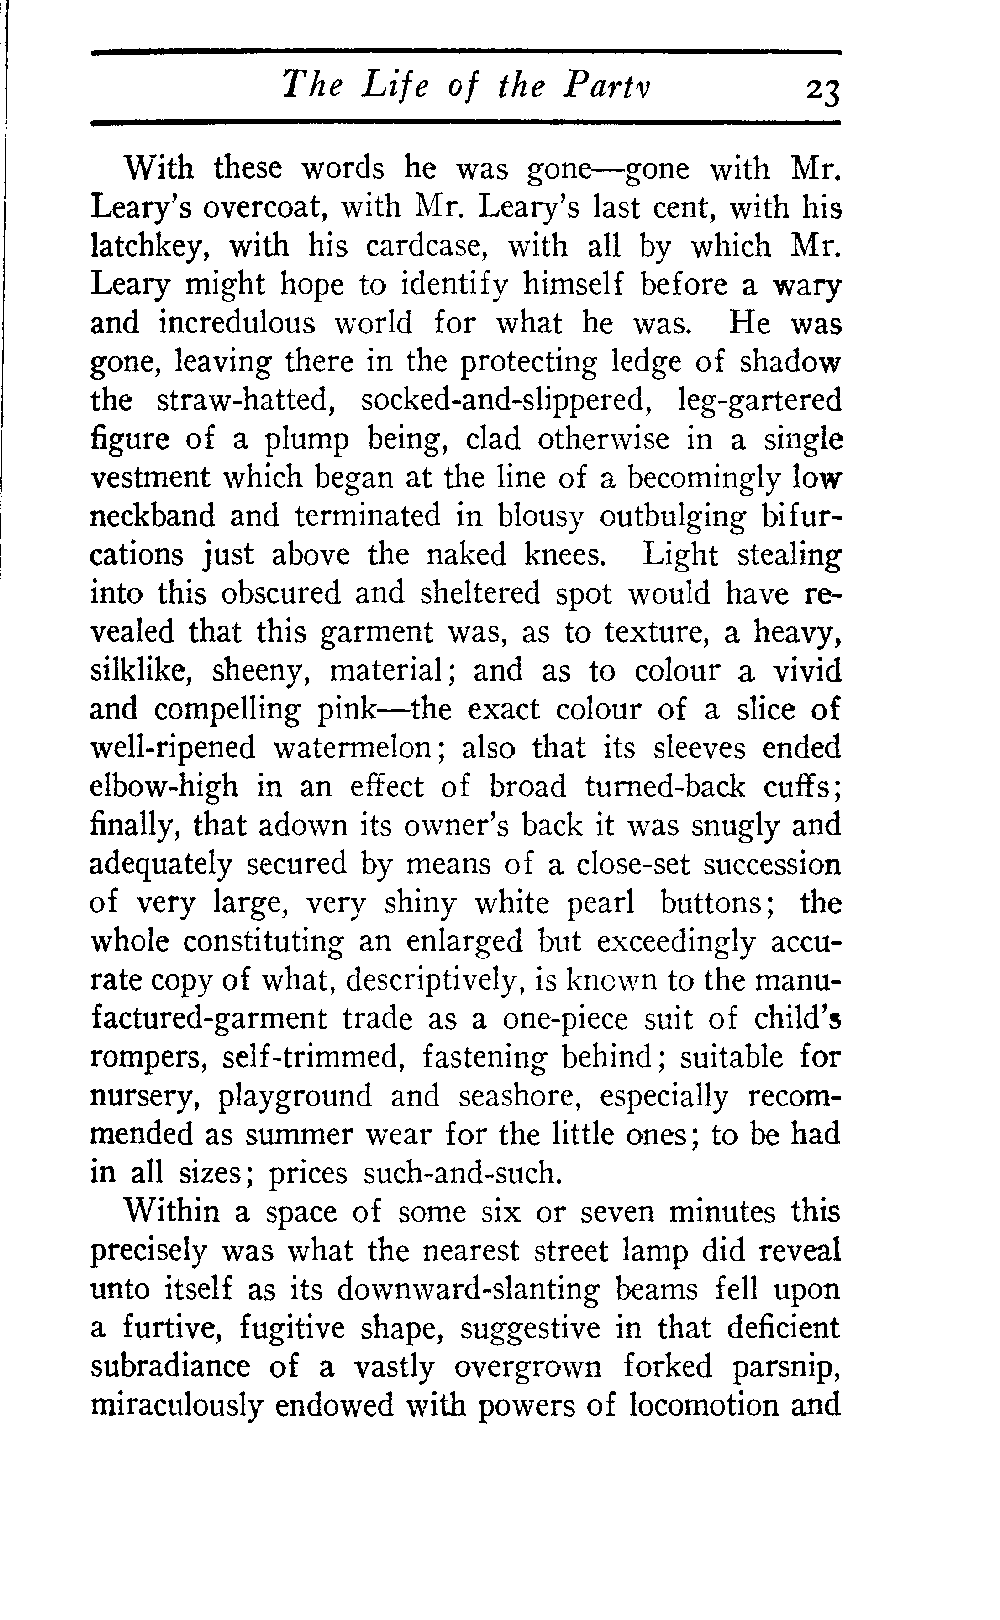 The Life of the Party 23
With these words he was gone—gone with Mr.
Leary's overcoat, with Mr. Leary's last cent, with his
latchkey, with his cardcase, with all by which Mr.
Leary might hope to identify himself before a wary
and incredulous world for what he was. He was
gone, leaving there in the protecting ledge of shadow
the straw-hatted, socked-and-slippered, leg-gartered
figure of a plump being, clad otherwise in a single
vestment which began at the line of a becomingly low
neckband and terminated in blousy outbulging bifur-
cations just above the naked knees. Light stealing
into this obscured and sheltered spot would have re-
vealed that this garment was, as to texture, a heavy,
silklike, sheeny, material; and as to colour a vivid
and compelling pink—the exact colour of a slice of
well-ripened watermelon; also that its sleeves ended
elbow-high in an effect of broad turned-back cuffs;
finally, that adown its owner's back it was snugly and
adequately secured by means of a close-set succession
of very large, very shiny white pearl buttons; the
whole constituting an enlarged but exceedingly accu-
rate copy of what, descriptively, is known to the manu-
factured-garment trade as a one-piece suit of child's
rompers, self-trimmed, fastening behind; suitable for
nursery, playground and seashore, especially recom-
mended as summer wear for the little ones; to be had
in all sizes; prices such-and-such.
Within a space of some six or seven minutes this
precisely was what the nearest street lamp did reveal
unto itself as its downward-slanting beams fell upon
a furtive, fugitive shape, suggestive in that deficient
subradiance of a vastly overgrown forked parsnip,
miraculously endowed with powers of locomotion and